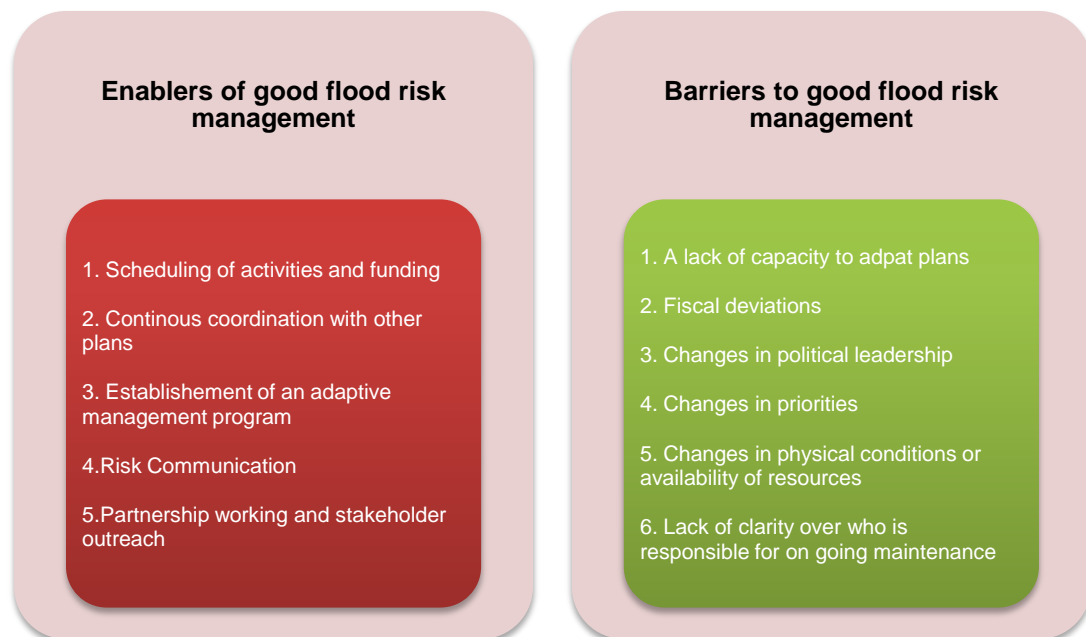 Enablers of good flood risk
management
1. Scheduling of activities and funding
2. Continous coordination with other
plans
3. Establishement of an adaptive
management program
4.Risk Communication
5.Partnership working and stakeholder
outreach
Barriers to good flood risk
management
1. A lack of capacity to adpat plans
2. Fiscal deviations
3. Changes in political leadership
4. Changes in priorities
5. Changes in physical conditions or
availability of resources
6. Lack of clarity over who is
responsible for on going maintenance